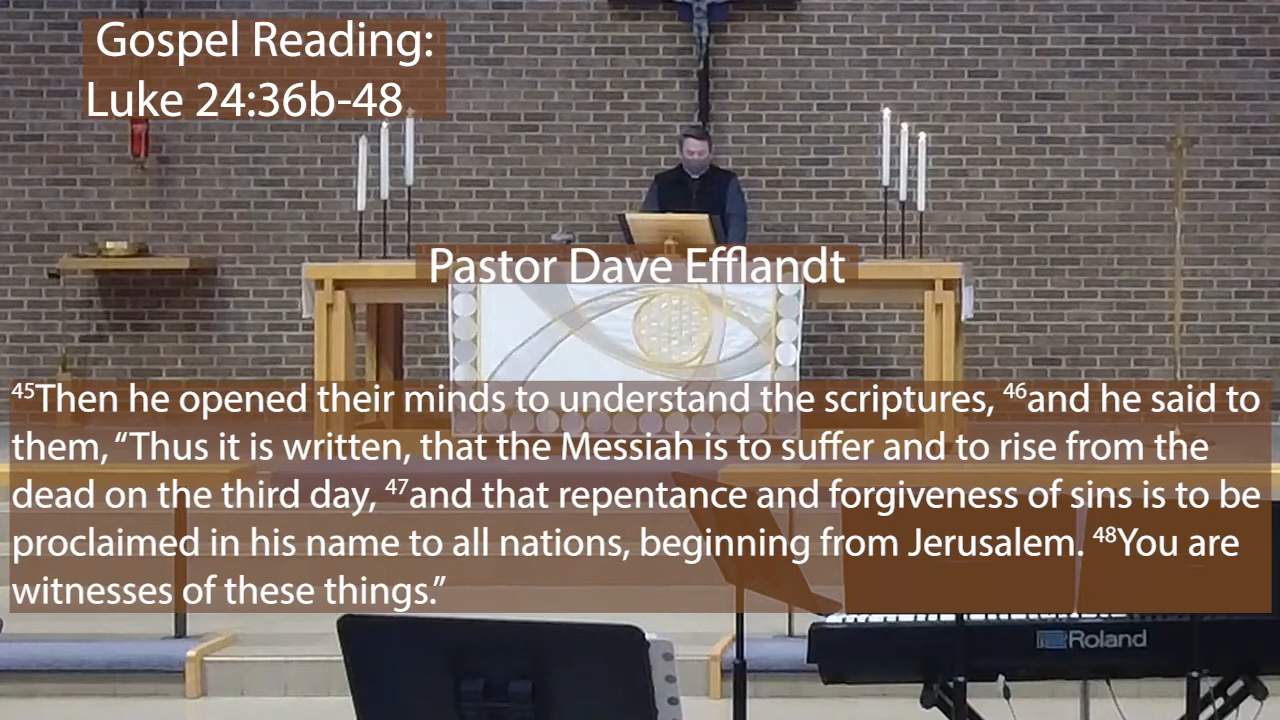 Gospel Reading:
Luke 24:36b-48
Pastor Dave Efflandt
⁴⁵Then he opened their minds to understand the scriptures, ⁴⁶and he said to
them, “Thus it is written, that the Messiah is to suffer and to rise from the
dead on the third day, ⁴⁷and that repentance and forgiveness of sins is to be
proclaimed in his name to all nations, beginning from Jerusalem. ⁴⁸You are
witnesses of these things.”
Roland